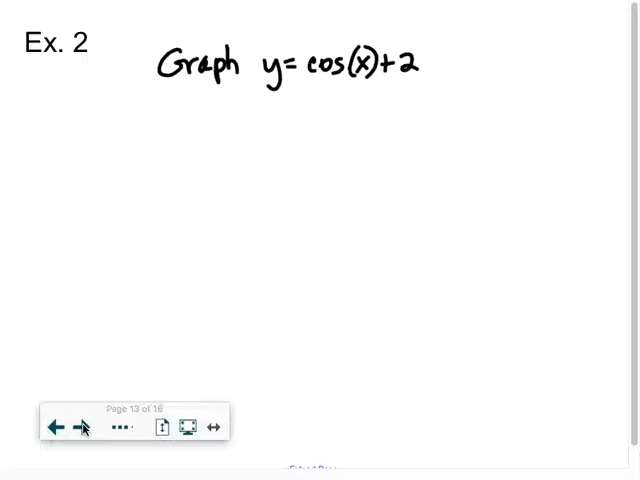 Ex. 2
Graph y = cos(x)+2
Page 13 of 16